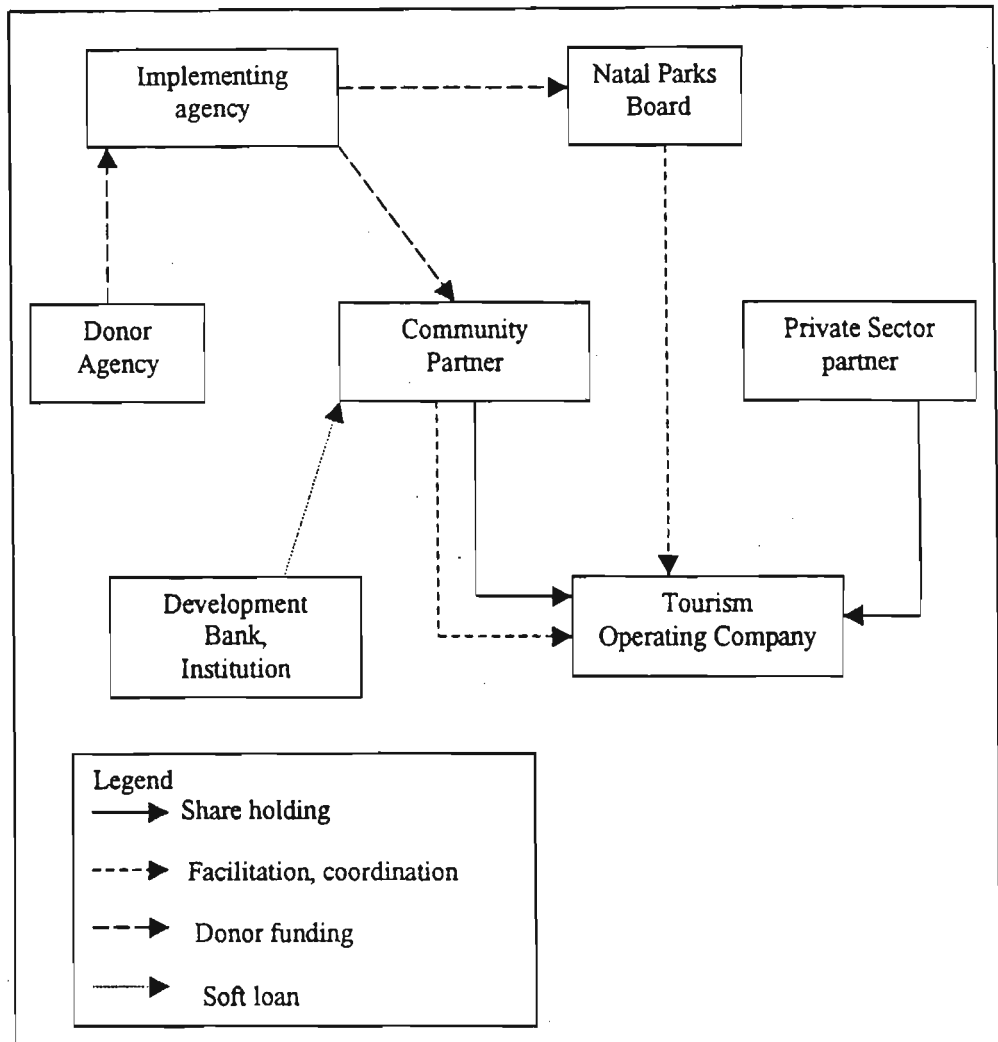 Implementing
agency
Natal Parks
Board
Donor
Agency
Community
Partner
Private Sector
partner
Development
Bank,
Institution
Tourism
Operating Company
Legend
Share holding
Facilitation, coordination
Donor funding
Soft loan